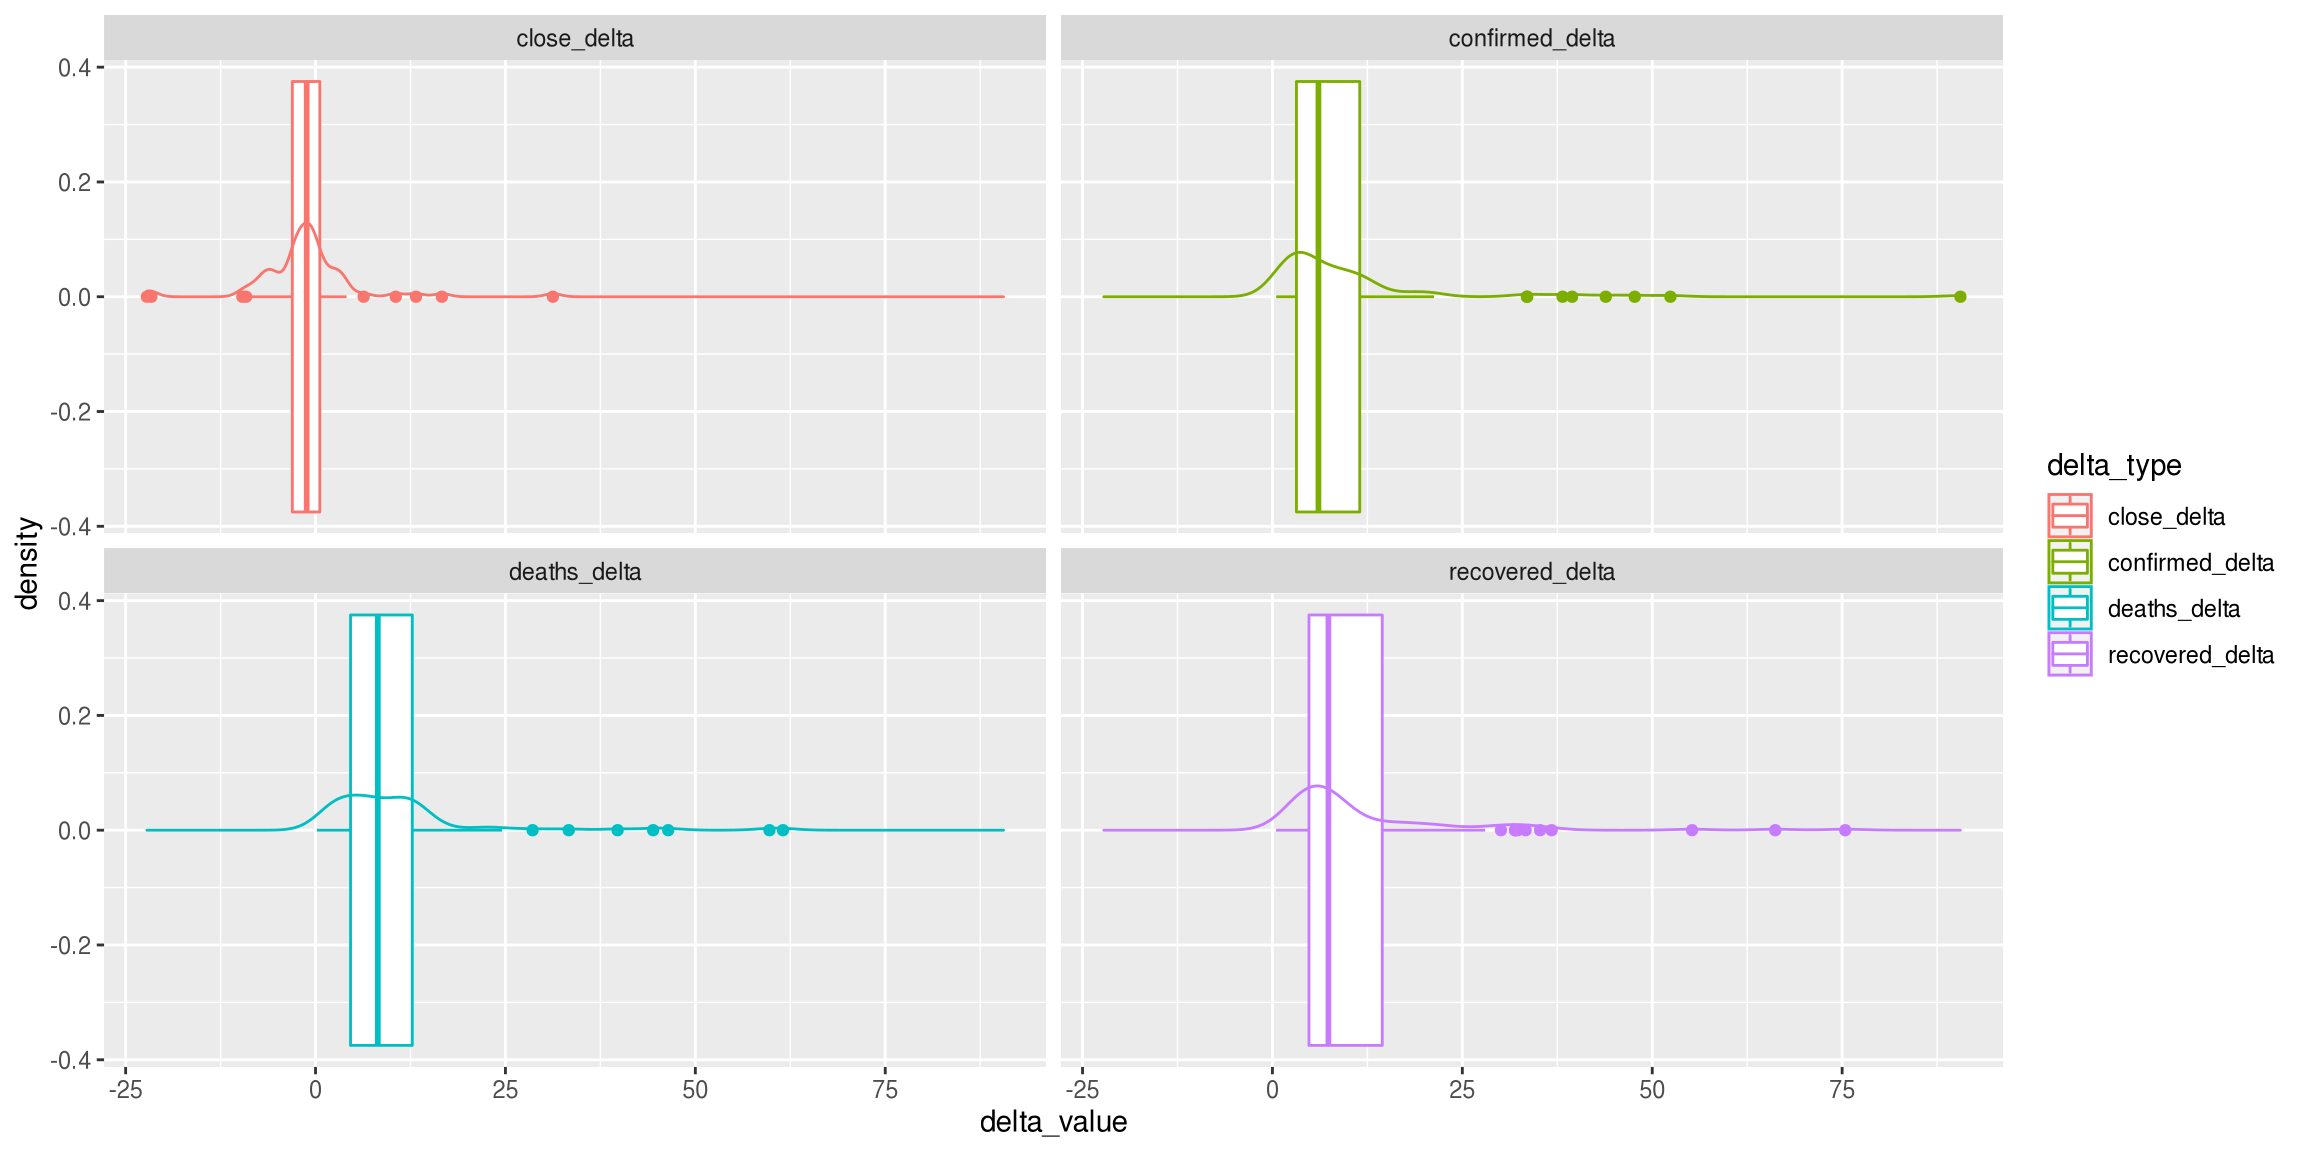 close_delta
confirmed_delta
0.4
0.2
0.0
-0.2
-0.4
density
deaths_delta
recovered_delta
0.4
0.2
0.0
-0.2
-0.4
-25 0 25 50 75
-25 0 25 50 75
delta_value
delta_type
close_delta
confirmed_delta
deaths_delta
recovered_delta